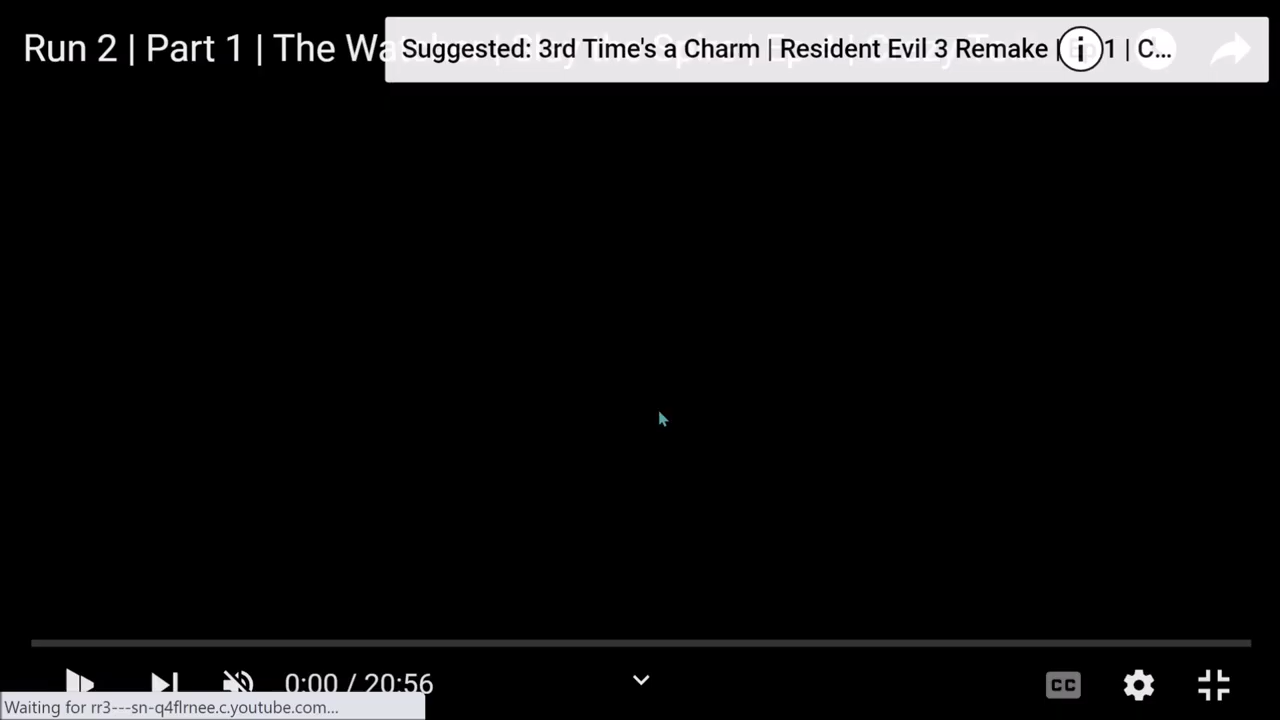 Run 2 | Part 1 | The Wa
Suggested: 3rd Time's a Charm | Resident Evil 3 Remake | 1 | C...
0:00 / 20:56
CC
Waiting for rr3---sn-q4flrnee.c.youtube.com...